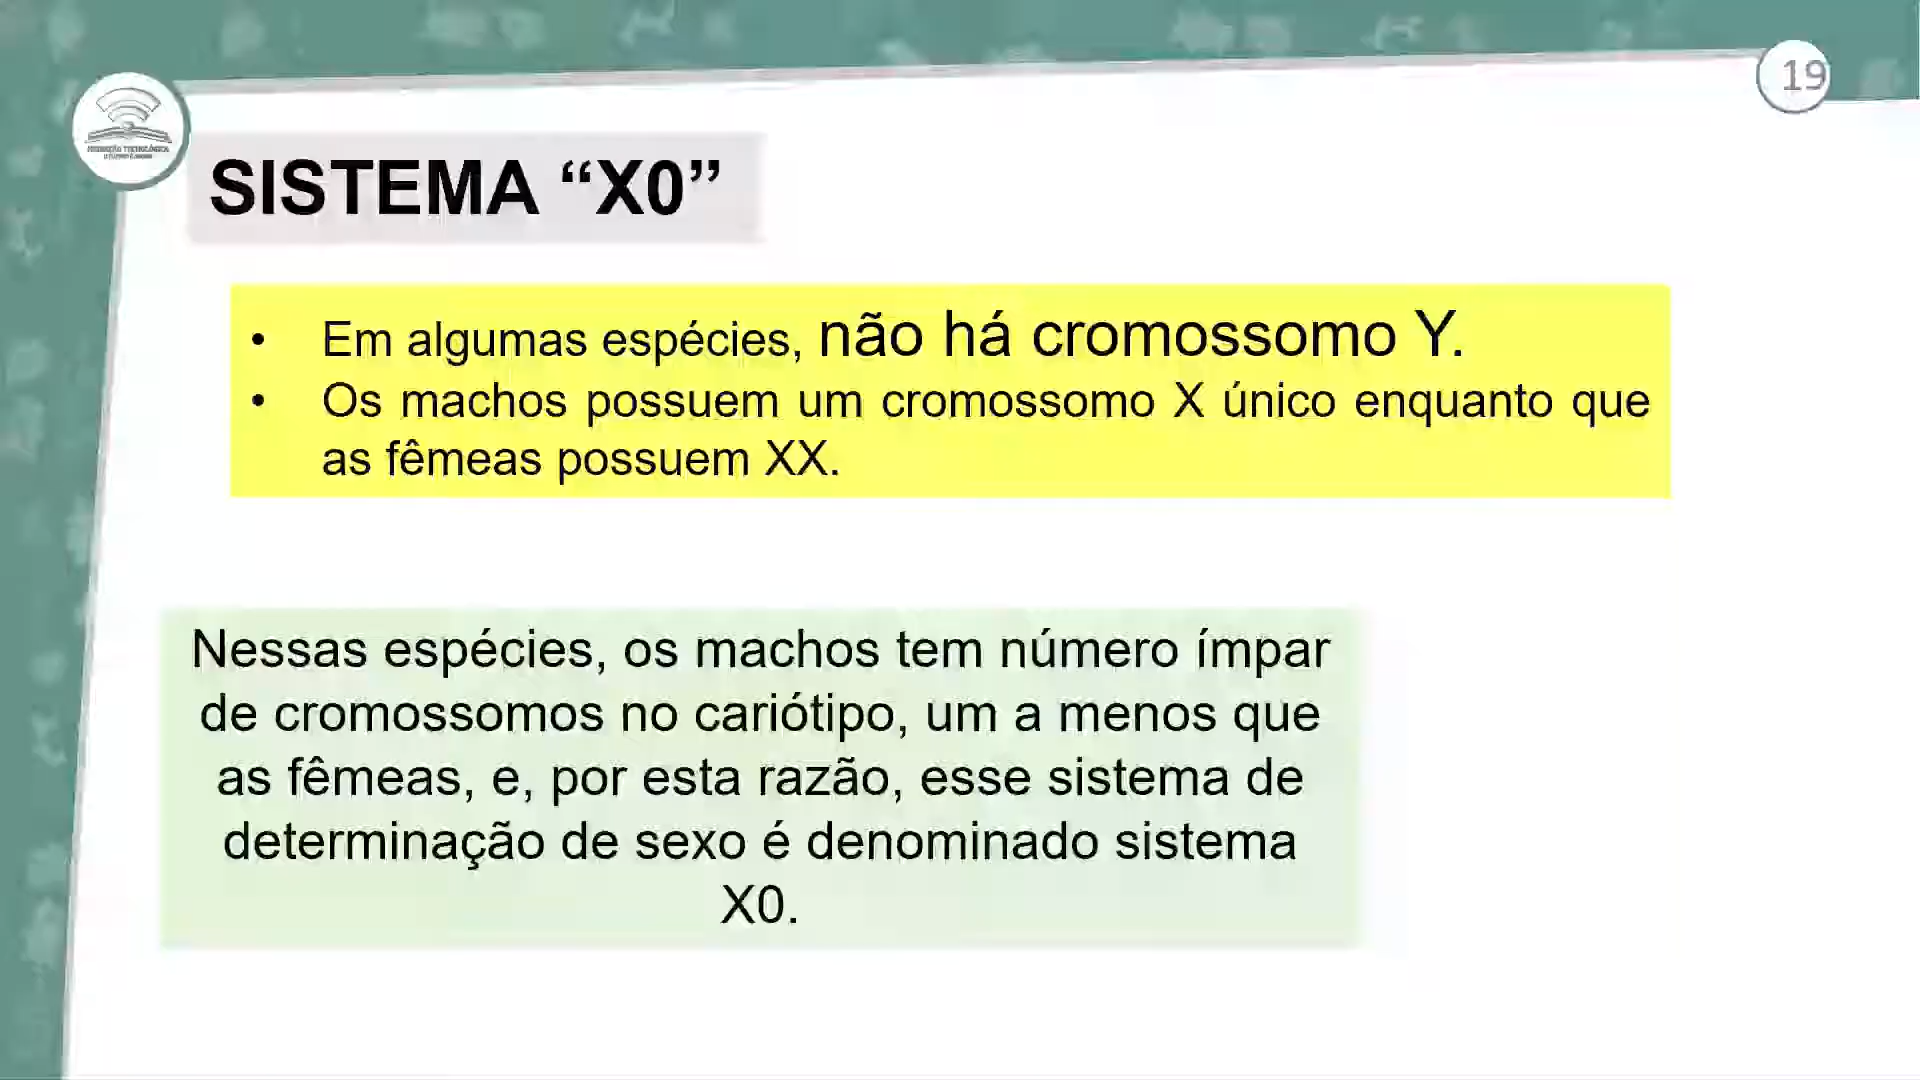 19
MEDIAÇÃO TECNOLÓGICA
SISTEMA “X0”
• Em algumas espécies, não há cromossomo Y.
• Os machos possuem um cromossomo X único enquanto que
as fêmeas possuem XX.
Nessas espécies, os machos tem número ímpar
de cromossomos no cariótipo, um a menos que
as fêmeas, e, por esta razão, esse sistema de
determinação de sexo é denominado sistema
X0.